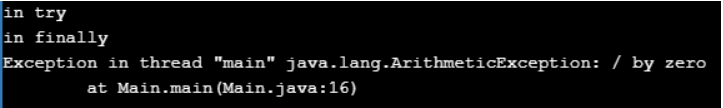 in try
in finally
Exception in thread "main" java.lang.ArithmeticException: / by zero
at Main.main(Main.java:16)